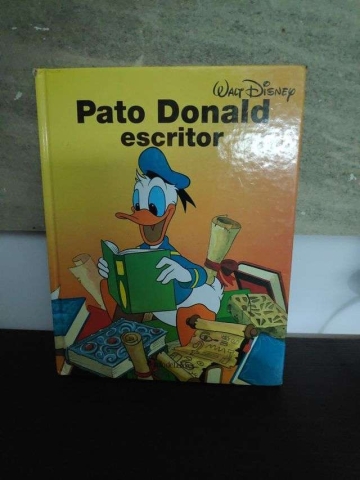 Walt Disney
Pato Donald
escritor